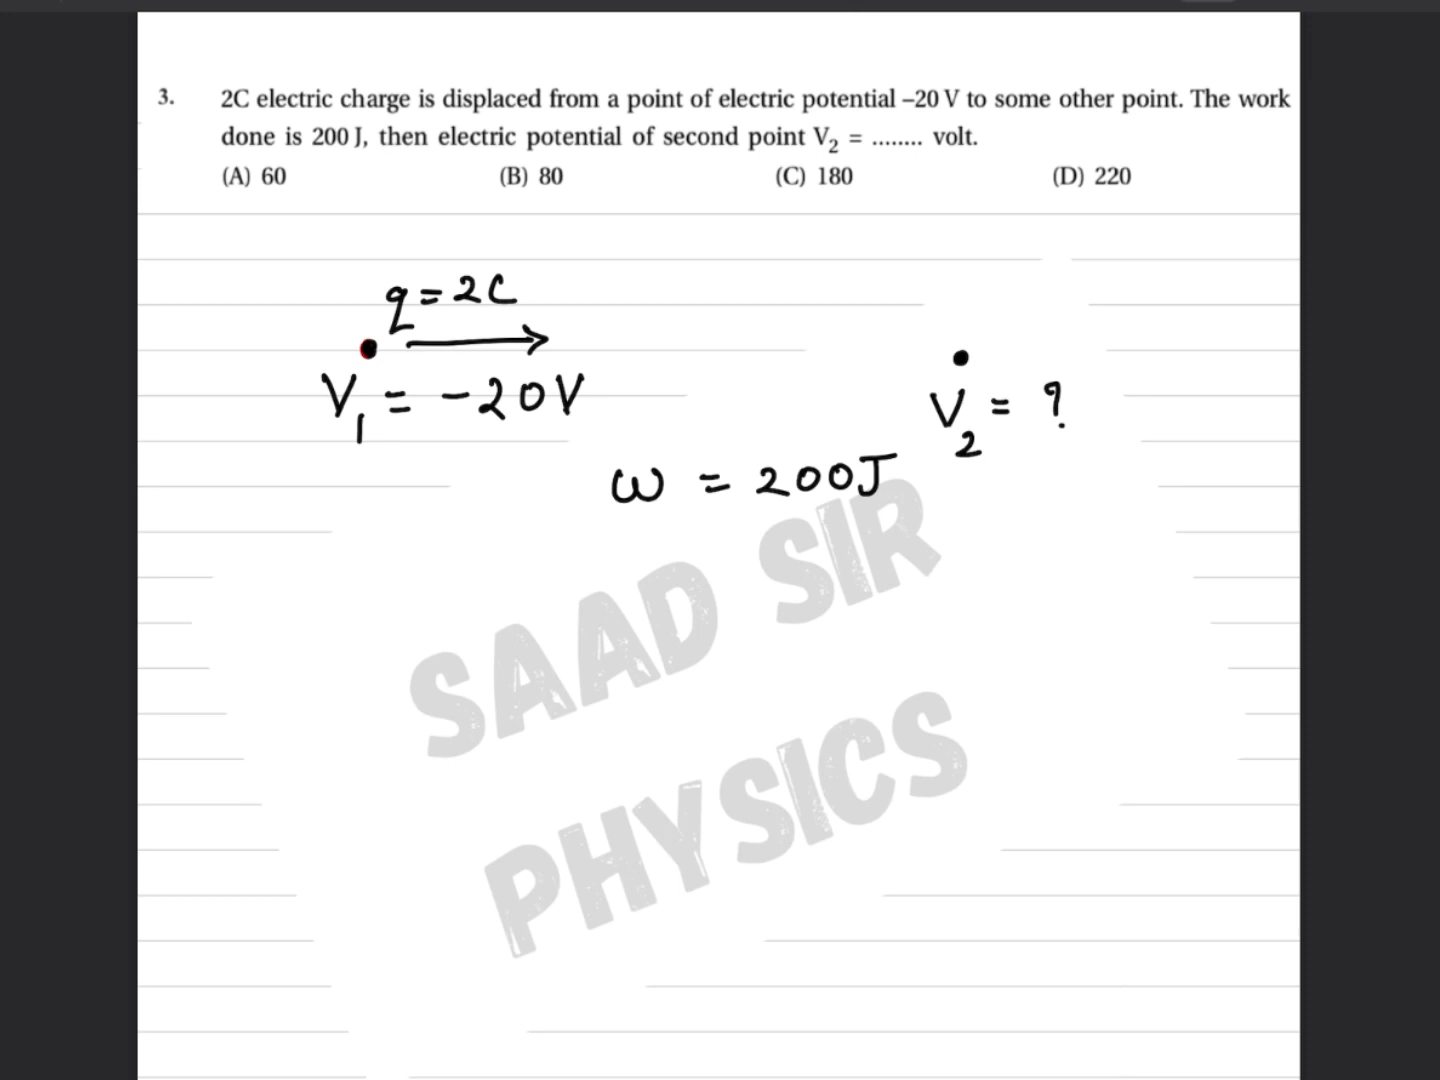 3. 2C electric charge is displaced from a point of electric potential –20 V to some other point. The work
done is 200 J, then electric potential of second point V₂ = ........ volt.
(A) 60 (B) 80 (C) 180 (D) 220
q = 2C
V₁ = -20V
V₂ = ?
W = 200J
SAAD SIR
PHYSICS